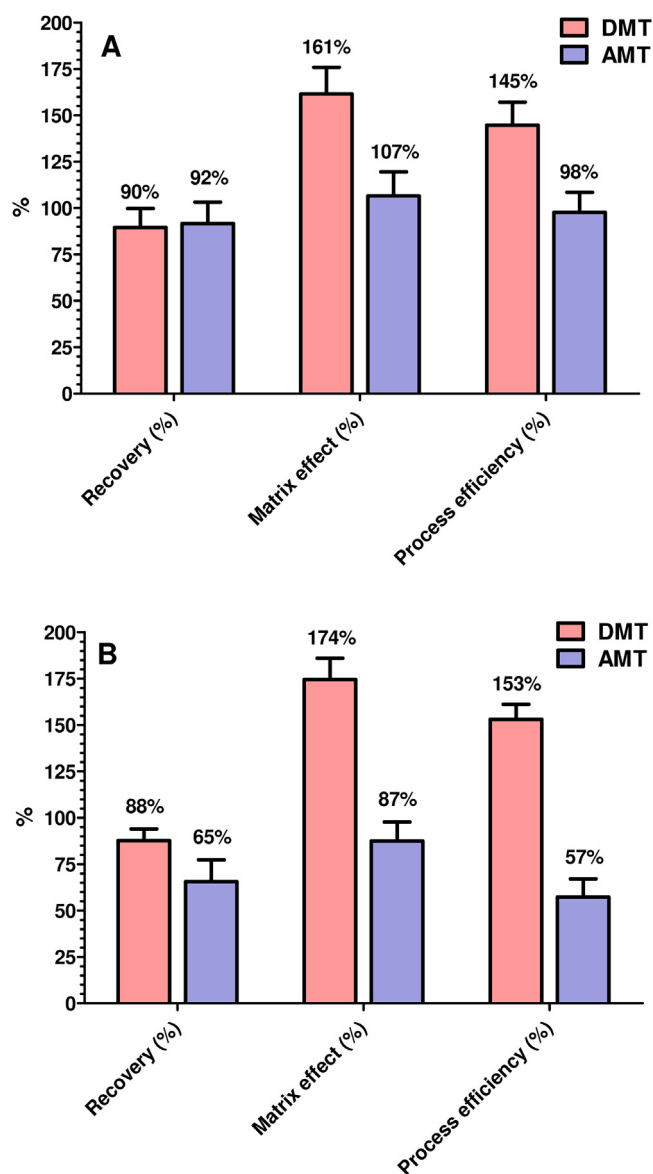 A
DMT
AMT
200
175
150
125
100
75
50
25
0
%
90%
92%
161%
107%
145%
98%
Recovery (%)
Matrix effect (%)
Process efficiency (%)
B
DMT
AMT
200
175
150
125
100
75
50
25
0
%
88%
65%
174%
87%
153%
57%
Recovery (%)
Matrix effect (%)
Process efficiency (%)